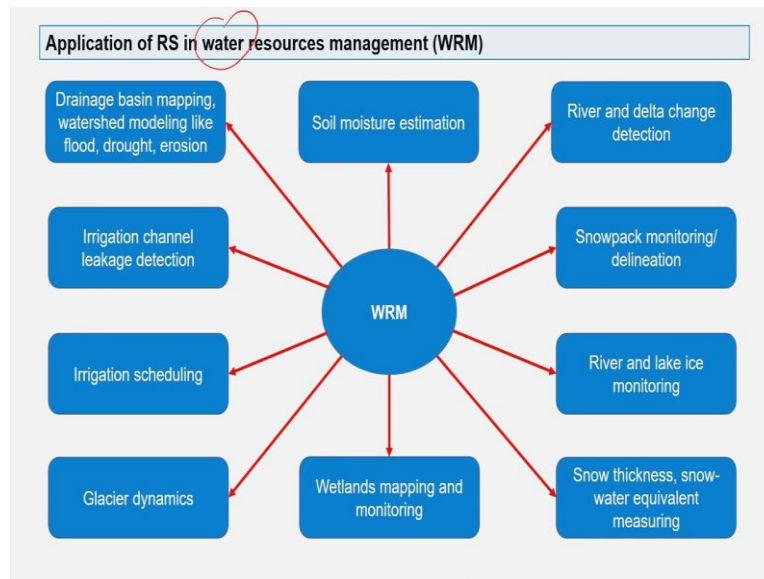 Application of RS in water resources management (WRM)
Drainage basin mapping,
watershed modeling like
flood, drought, erosion
Soil moisture estimation
River and delta change
detection
Irrigation channel
leakage detection
Snowpack monitoring/
delineation
WRM
Irrigation scheduling
River and lake ice
monitoring
Glacier dynamics
Wetlands mapping and
monitoring
Snow thickness, snow-
water equivalent
measuring